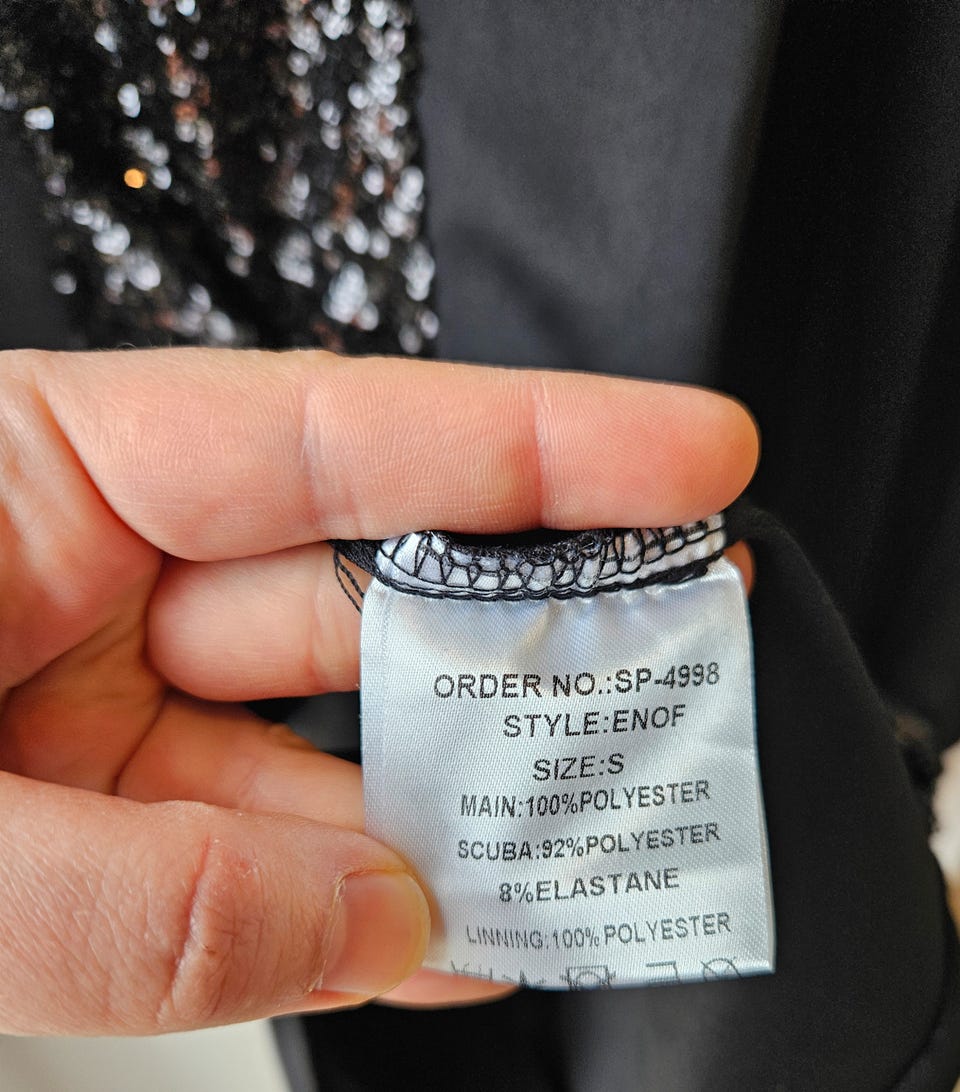 ORDER NO.:SP-4998
STYLE:ENOF
SIZE:S
MAIN:100%POLYESTER
SCUBA:92%POLYESTER
8%ELASTANE
LINNING:100%POLYESTER